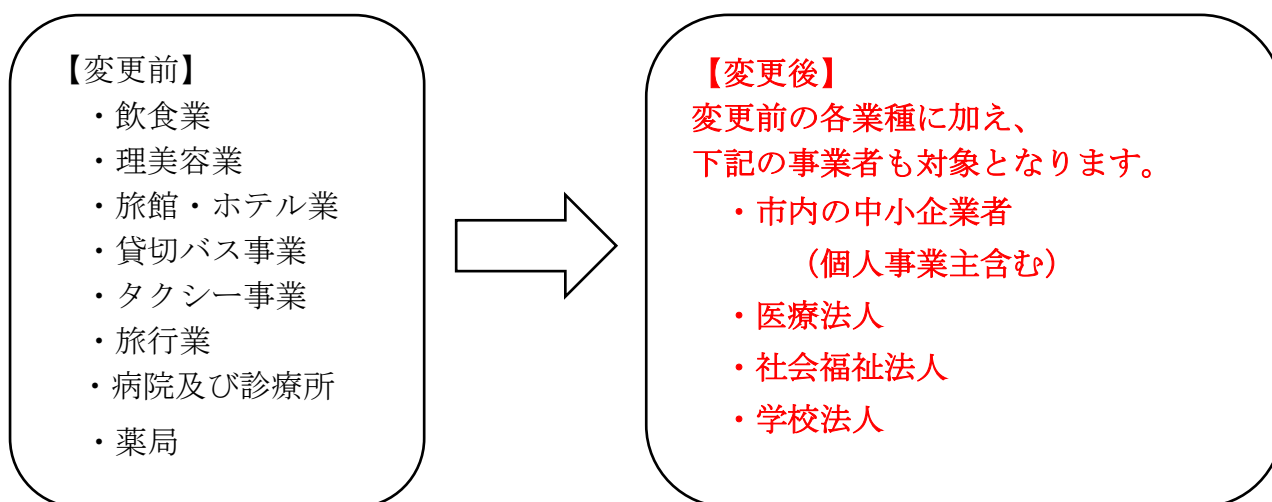 【変更前】
・飲食業
・理美容業
・旅館・ホテル業
・貸切バス事業
・タクシー事業
・旅行業
・病院及び診療所
・薬局
【変更後】
変更前の各業種に加え、
下記の事業者も対象となります。
・市内の中小企業者
（個人事業主含む）
・医療法人
・社会福祉法人
・学校法人